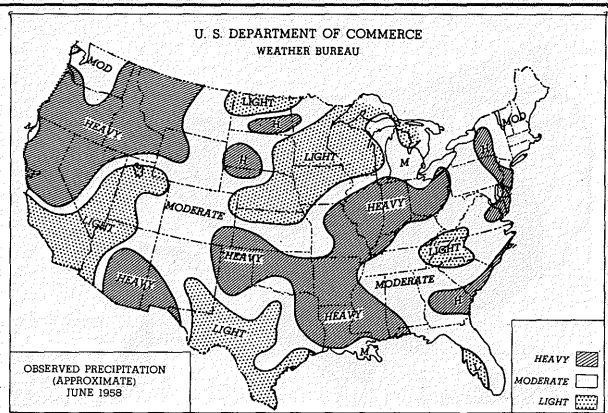 U. S. DEPARTMENT OF COMMERCE
WEATHER BUREAU
MOD
LIGHT
H
MOD
HEAVY
H
LIGHT
M
H
MODERATE
HEAVY
LIGHT
LIGHT
HEAVY
MODERATE
HEAVY
H
HEAVY
LIGHT
M
OBSERVED PRECIPITATION
(APPROXIMATE)
JUNE 1958
HEAVY
MODERATE
LIGHT